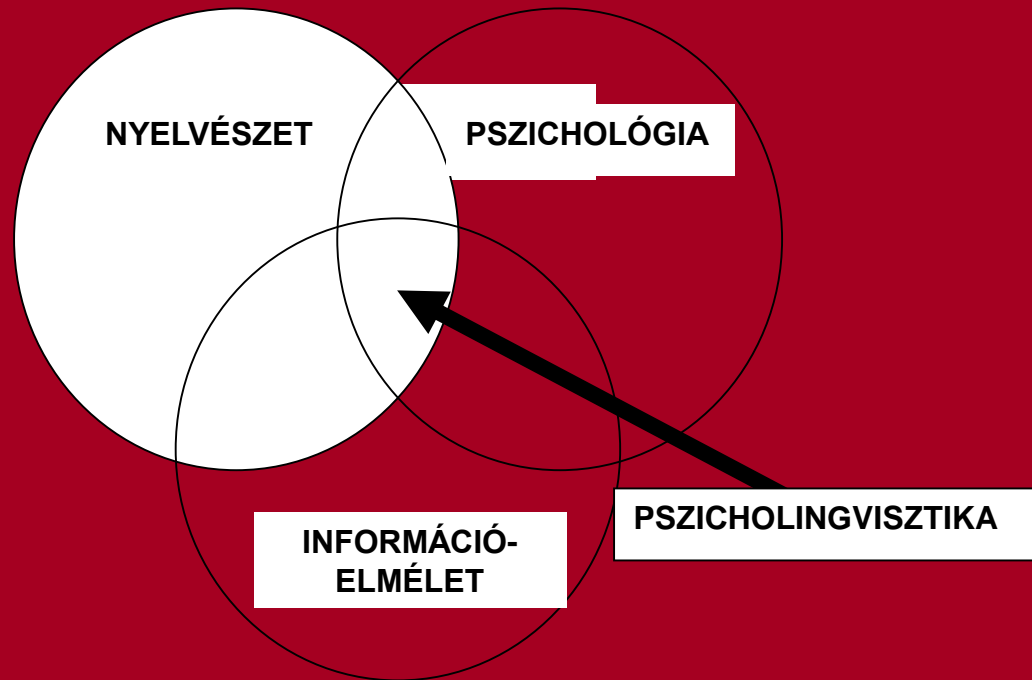 NYELVÉSZET
PSZICHOLÓGIA
PSZICHOLINGVISZTIKA
INFORMÁCIÓ-
ELMÉLET